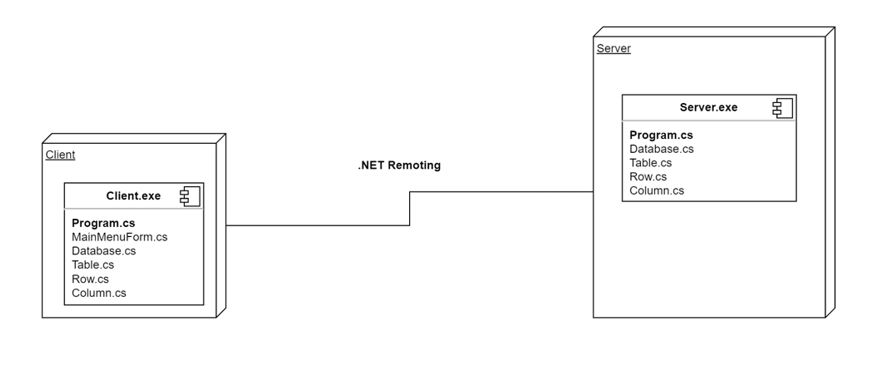 Client
Client.exe
Program.cs
MainMenuForm.cs
Database.cs
Table.cs
Row.cs
Column.cs
.NET Remoting
Server
Server.exe
Program.cs
Database.cs
Table.cs
Row.cs
Column.cs